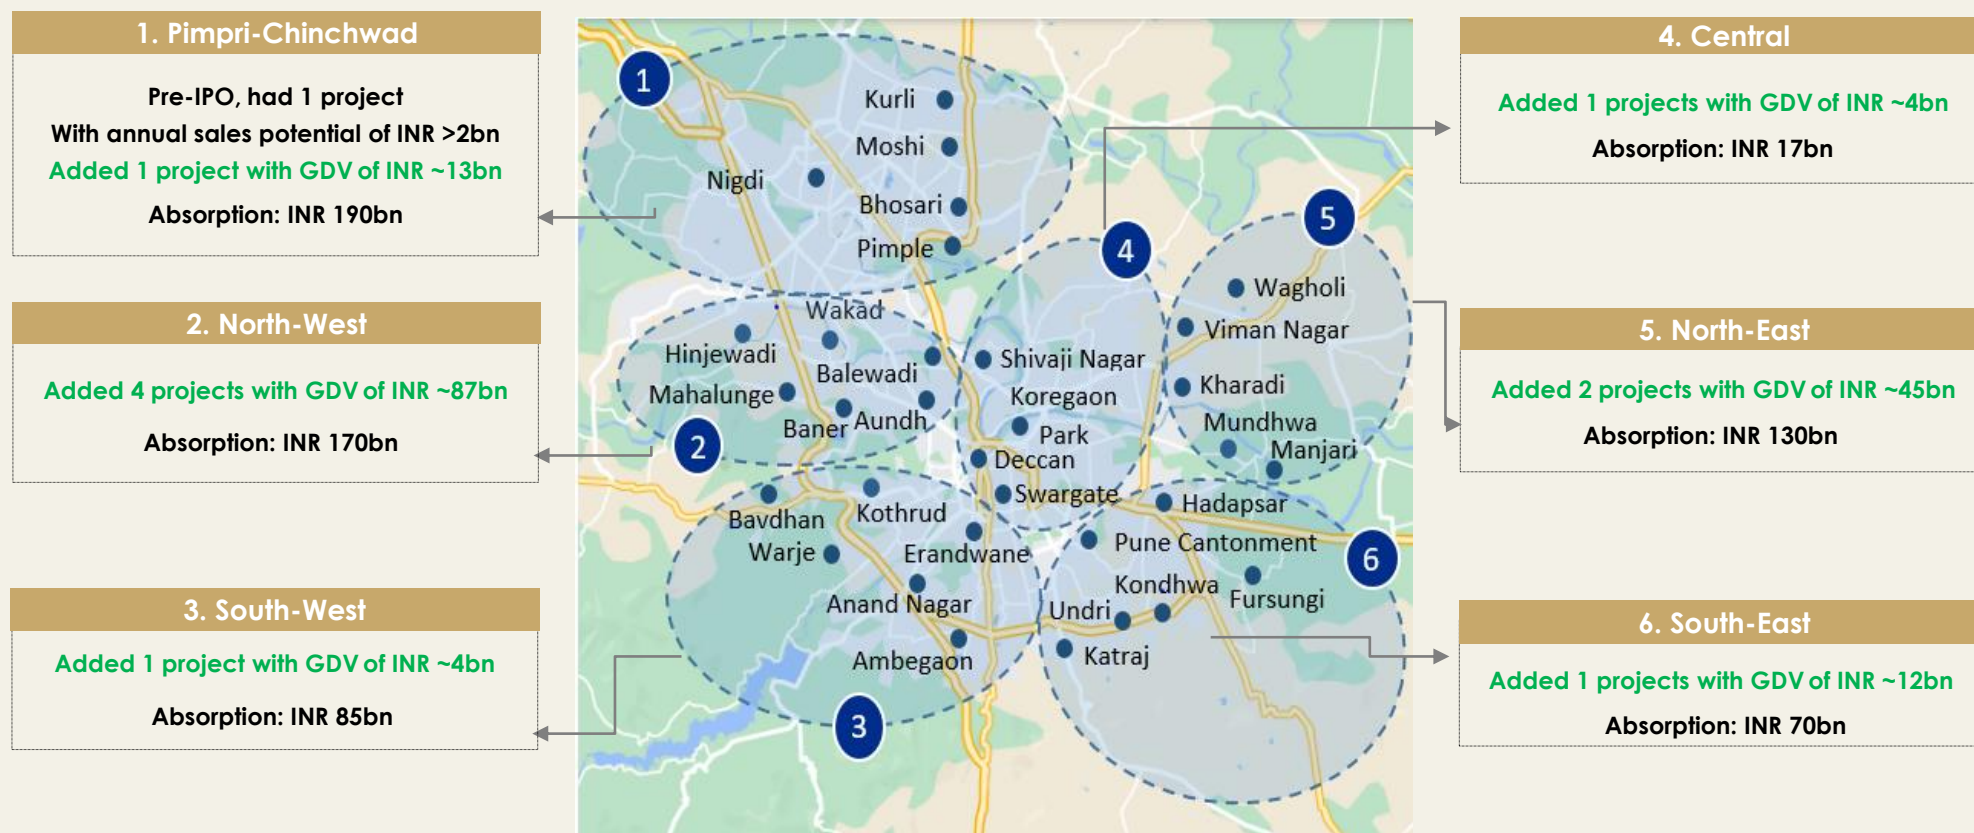 1. Pimpri-Chinchwad
Pre-IPO, had 1 project
With annual sales potential of INR >2bn
Added 1 project with GDV of INR ~13bn
Absorption: INR 190bn
2. North-West
Added 4 projects with GDV of INR ~87bn
Absorption: INR 170bn
3. South-West
Added 1 project with GDV of INR ~4bn
Absorption: INR 85bn
1
Kurli
Moshi
Nigdi
Bhosari
Pimple
Wakad
Hinjewadi
Balewadi
Mahalunge
Baner
Aundh
2
Bavdhan
Kothrud
Warje
Erandwane
Anand Nagar
Ambegaon
3
4
Shivaji Nagar
Koregaon
Park
Deccan
Swargate
5
Wagholi
Viman Nagar
Kharadi
Mundhwa
Manjari
Hadapsar
Pune Cantonment
6
Kondhwa
Fursungi
Undri
Katraj
4. Central
Added 1 projects with GDV of INR ~4bn
Absorption: INR 17bn
5. North-East
Added 2 projects with GDV of INR ~45bn
Absorption: INR 130bn
6. South-East
Added 1 projects with GDV of INR ~12bn
Absorption: INR 70bn